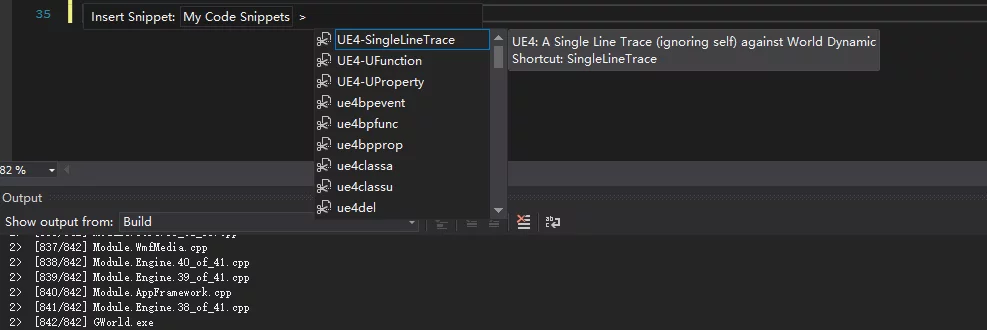 35
Insert Snippet: My Code Snippets >
UE4-SingleLineTrace
UE4: A Single Line Trace (ignoring self) against World Dynamic
Shortcut: SingleLineTrace
UE4-UFunction
UE4-UProperty
ue4bpevent
ue4bpfunc
ue4bpprop
ue4classa
ue4classu
ue4del
82 %
Output
Show output from: Build
2> [837/842] Module.WmfMedia.cpp
2> [838/842] Module.Engine.40_of_41.cpp
2> [839/842] Module.Engine.39_of_41.cpp
2> [840/842] Module.AppFramework.cpp
2> [841/842] Module.Engine.38_of_41.cpp
2> [842/842] GWorld.exe